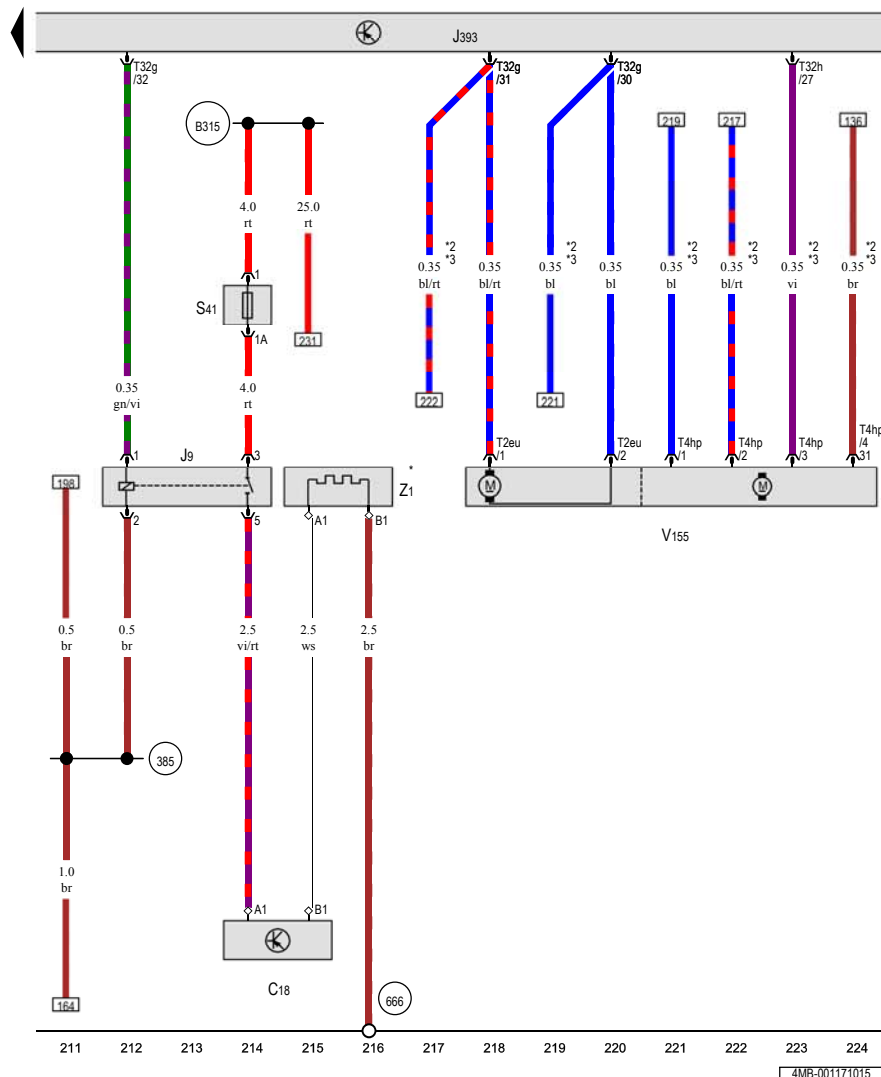 J393
T32g
/32
T32g
/31
T32g
/30
T32h
/27
B315
219
217
136
4.0
rt
25.0
rt
*2
*3
*2
*3
*2
*3
*2
*3
*2
*3
*2
*3
0.35
bl/rt
0.35
bl/rt
0.35
bl
0.35
bl
0.35
bl
0.35
bl/rt
0.35
vi
0.35
br
1
S41
1A
231
0.35
gn/vi
4.0
rt
222
221
T2eu
/1
T2eu
/2
T4hp
/1
T4hp
/2
T4hp
/3
T4hp
/4
31
1
J9
3
*
198
Z1
M
M
2
5
A1
B1
V155
0.5
br
0.5
br
2.5
vi/rt
2.5
ws
2.5
br
385
1.0
br
A1
B1
C18
164
666
211 212 213 214 215 216 217 218 219 220 221 222 223 224
4MB-001171015